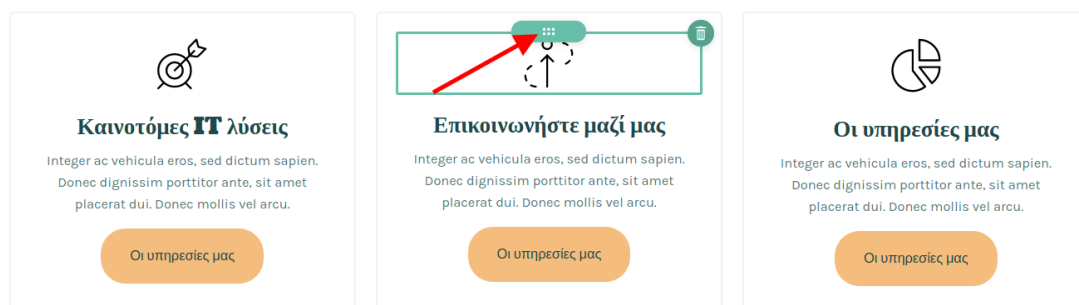 Καινοτόμες IT λύσεις
Integer ac vehicula eros, sed dictum sapien.
Donec dignissim porttitor ante, sit amet
placerat dui. Donec mollis vel arcu.
Οι υπηρεσίες μας
Επικοινωνήστε μαζί μας
Integer ac vehicula eros, sed dictum sapien.
Donec dignissim porttitor ante, sit amet
placerat dui. Donec mollis vel arcu.
Οι υπηρεσίες μας
Οι υπηρεσίες μας
Integer ac vehicula eros, sed dictum sapien.
Donec dignissim porttitor ante, sit amet
placerat dui. Donec mollis vel arcu.
Οι υπηρεσίες μας